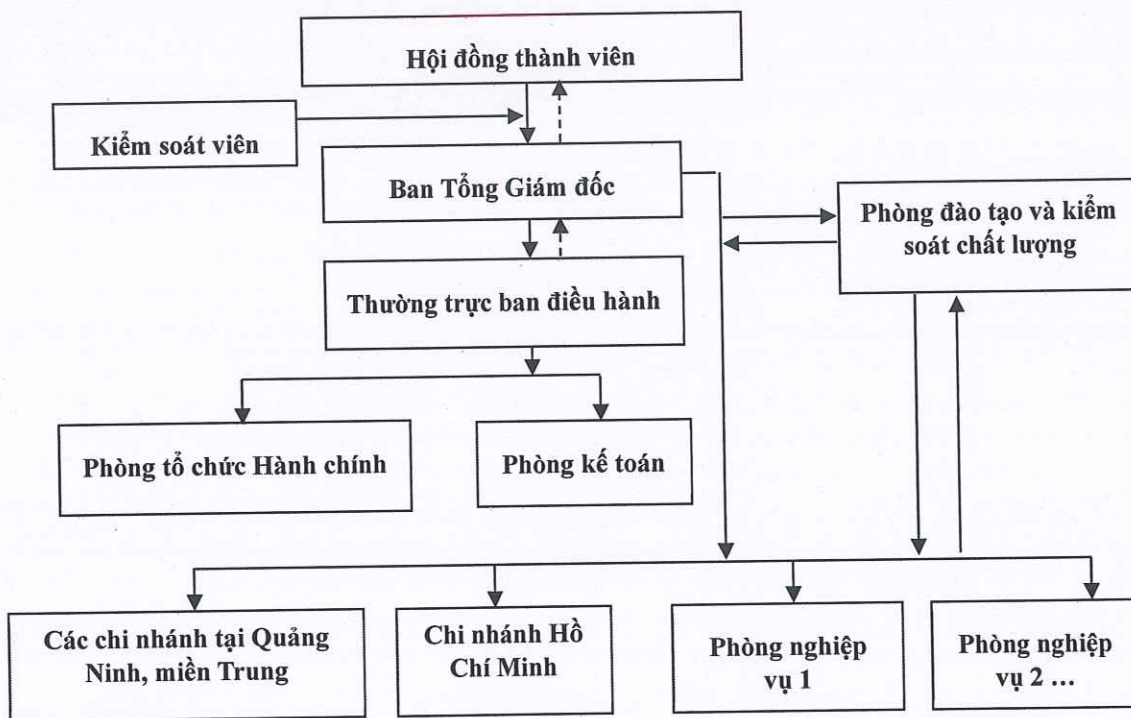 Hội đồng thành viên
Kiểm soát viên
Ban Tổng Giám đốc
Phòng đào tạo và kiểm
soát chất lượng
Thường trực ban điều hành
Phòng tổ chức Hành chính
Phòng kế toán
Các chi nhánh tại Quảng
Ninh, miền Trung
Chi nhánh Hồ
Chí Minh
Phòng nghiệp
vụ 1
Phòng nghiệp
vụ 2 ...